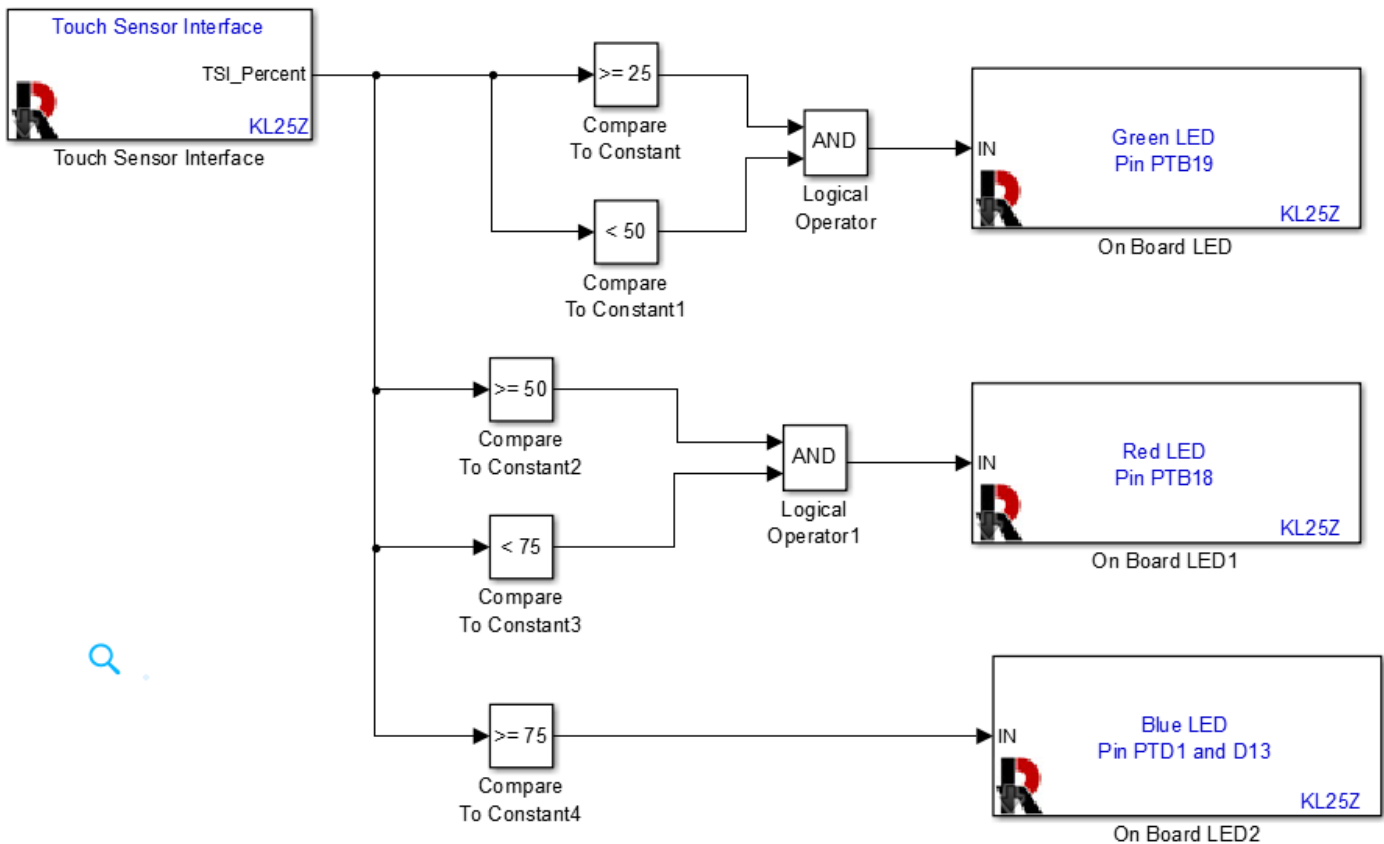 Touch Sensor Interface
TSI_Percent
KL25Z
Touch Sensor Interface
>= 25
Compare
To Constant
< 50
Compare
To Constant1
AND
Logical
Operator
IN
Green LED
Pin PTB19
KL25Z
On Board LED
>= 50
Compare
To Constant2
< 75
Compare
To Constant3
AND
Logical
Operator1
IN
Red LED
Pin PTB18
KL25Z
On Board LED1
>= 75
Compare
To Constant4
IN
Blue LED
Pin PTD1 and D13
KL25Z
On Board LED2